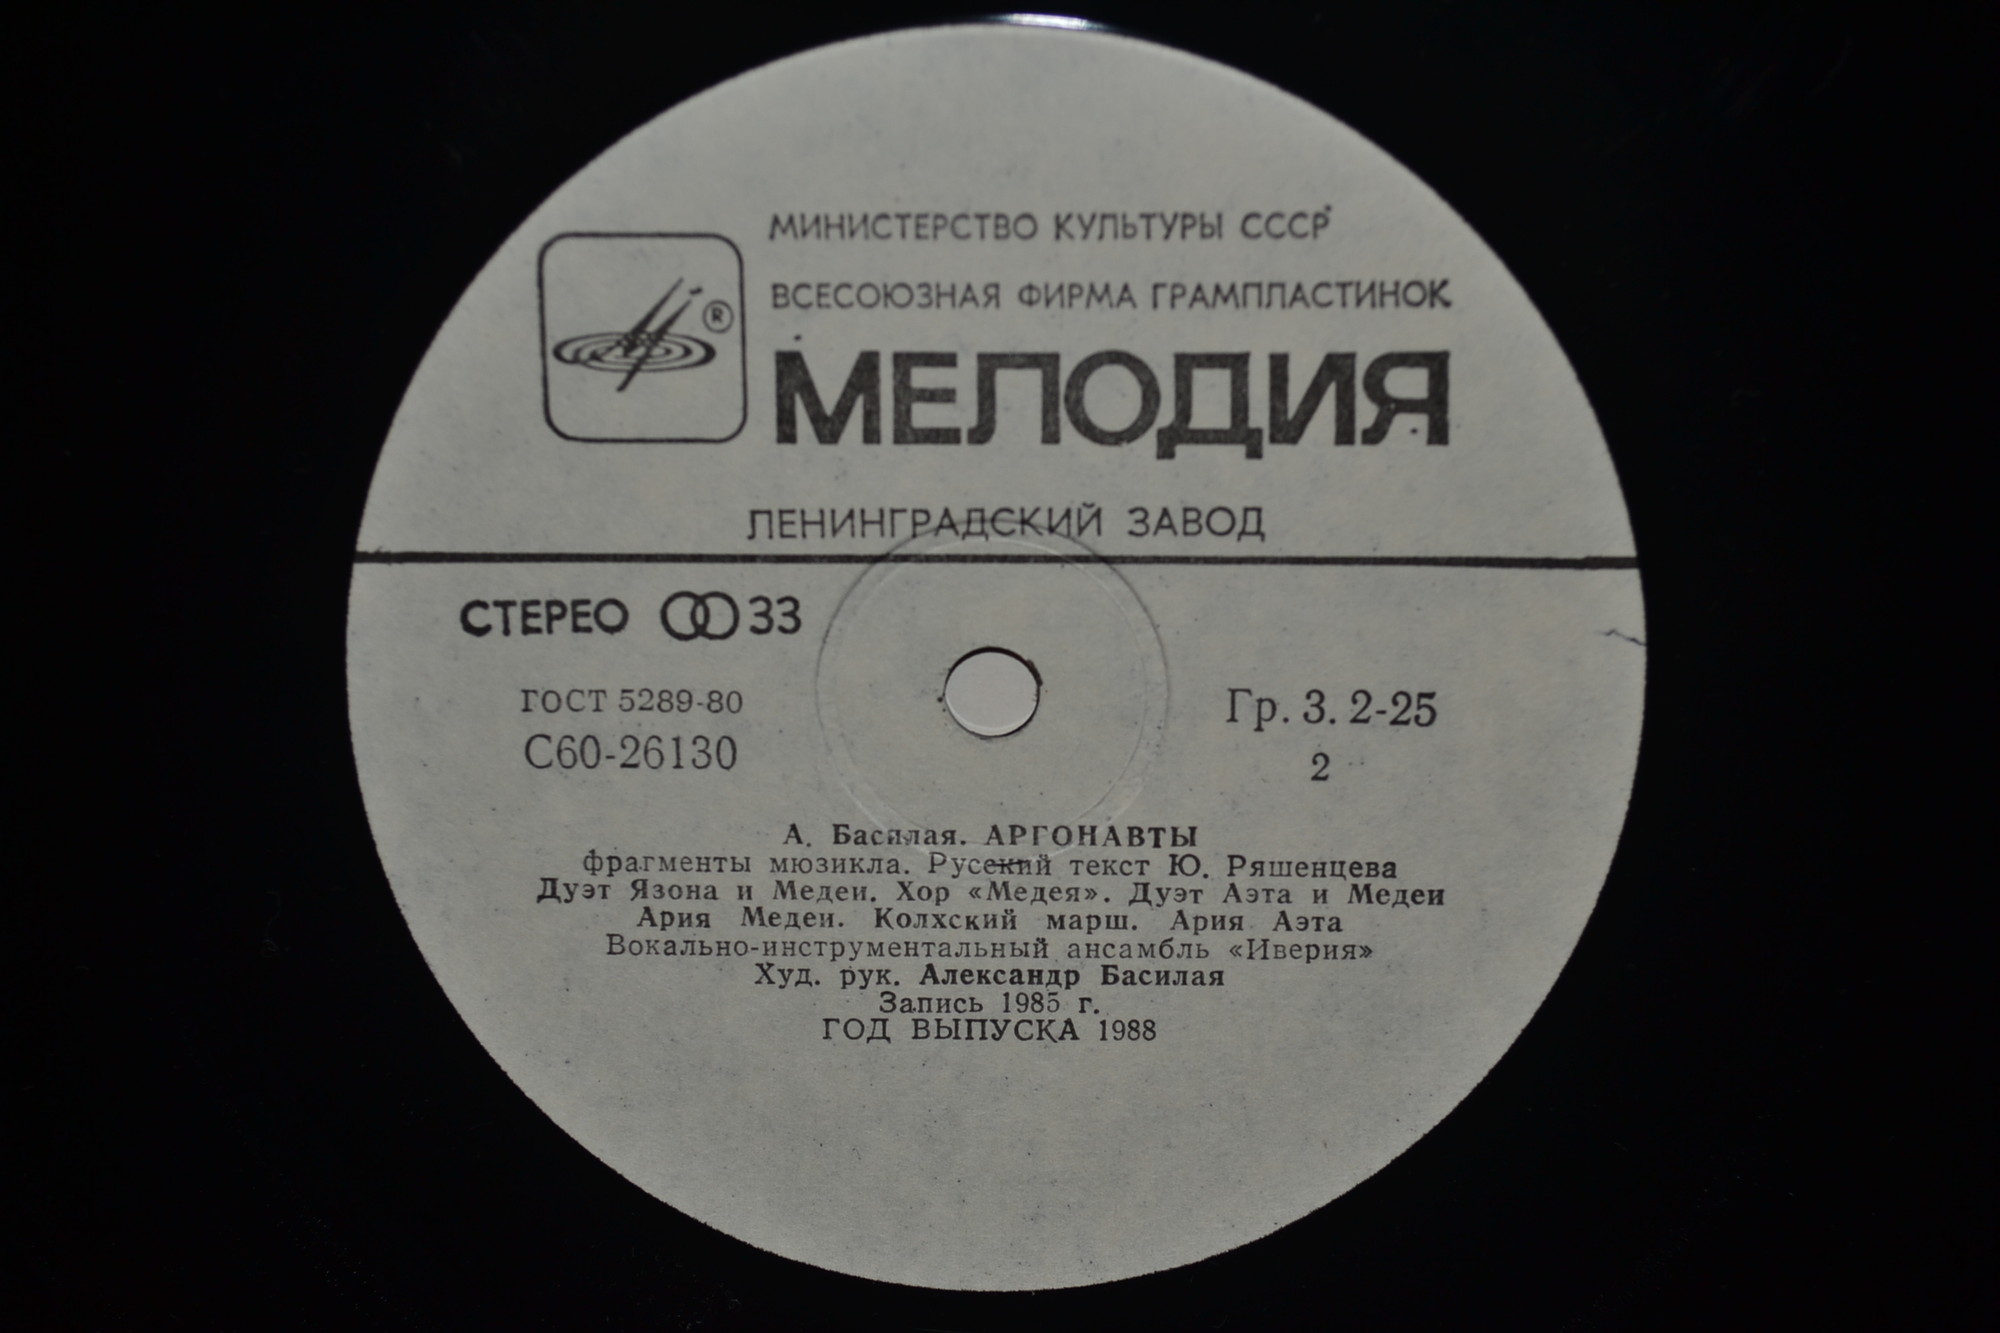 МИНИСТЕРСТВО КУЛЬТУРЫ СССР
ВСЕСОЮЗНАЯ ФИРМА ГРАМПЛАСТИНОК
®
МЕЛОДИЯ
ЛЕНИНГРАДСКИЙ ЗАВОД
СТЕРЕО 33
ГОСТ 5289-80
Гр. 3. 2-25
С60-26130
2
А. Басилая. АРГОНАВТЫ
фрагменты мюзикла. Русский текст Ю. Ряшенцева
Дуэт Язона и Медеи. Хор «Медея». Дуэт Аэта и Медеи
Ария Медеи. Колхский марш. Ария Аэта
Вокально-инструментальный ансамбль «Иверия»
Худ. рук. Александр Басилая
Запись 1985 г.
ГОД ВЫПУСКА 1988